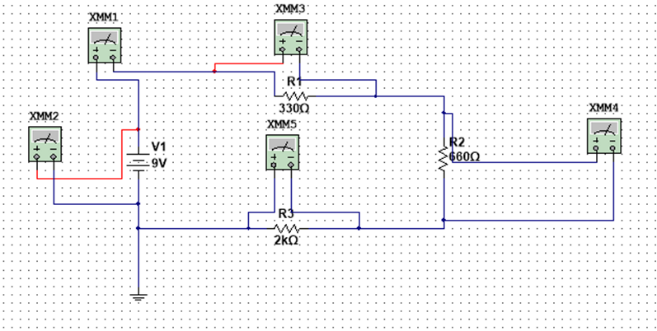 XMM1
XMM3
R1
330Ω
XMM2
XMM5
XMM4
V1
9V
R2
660Ω
R3
2kΩ